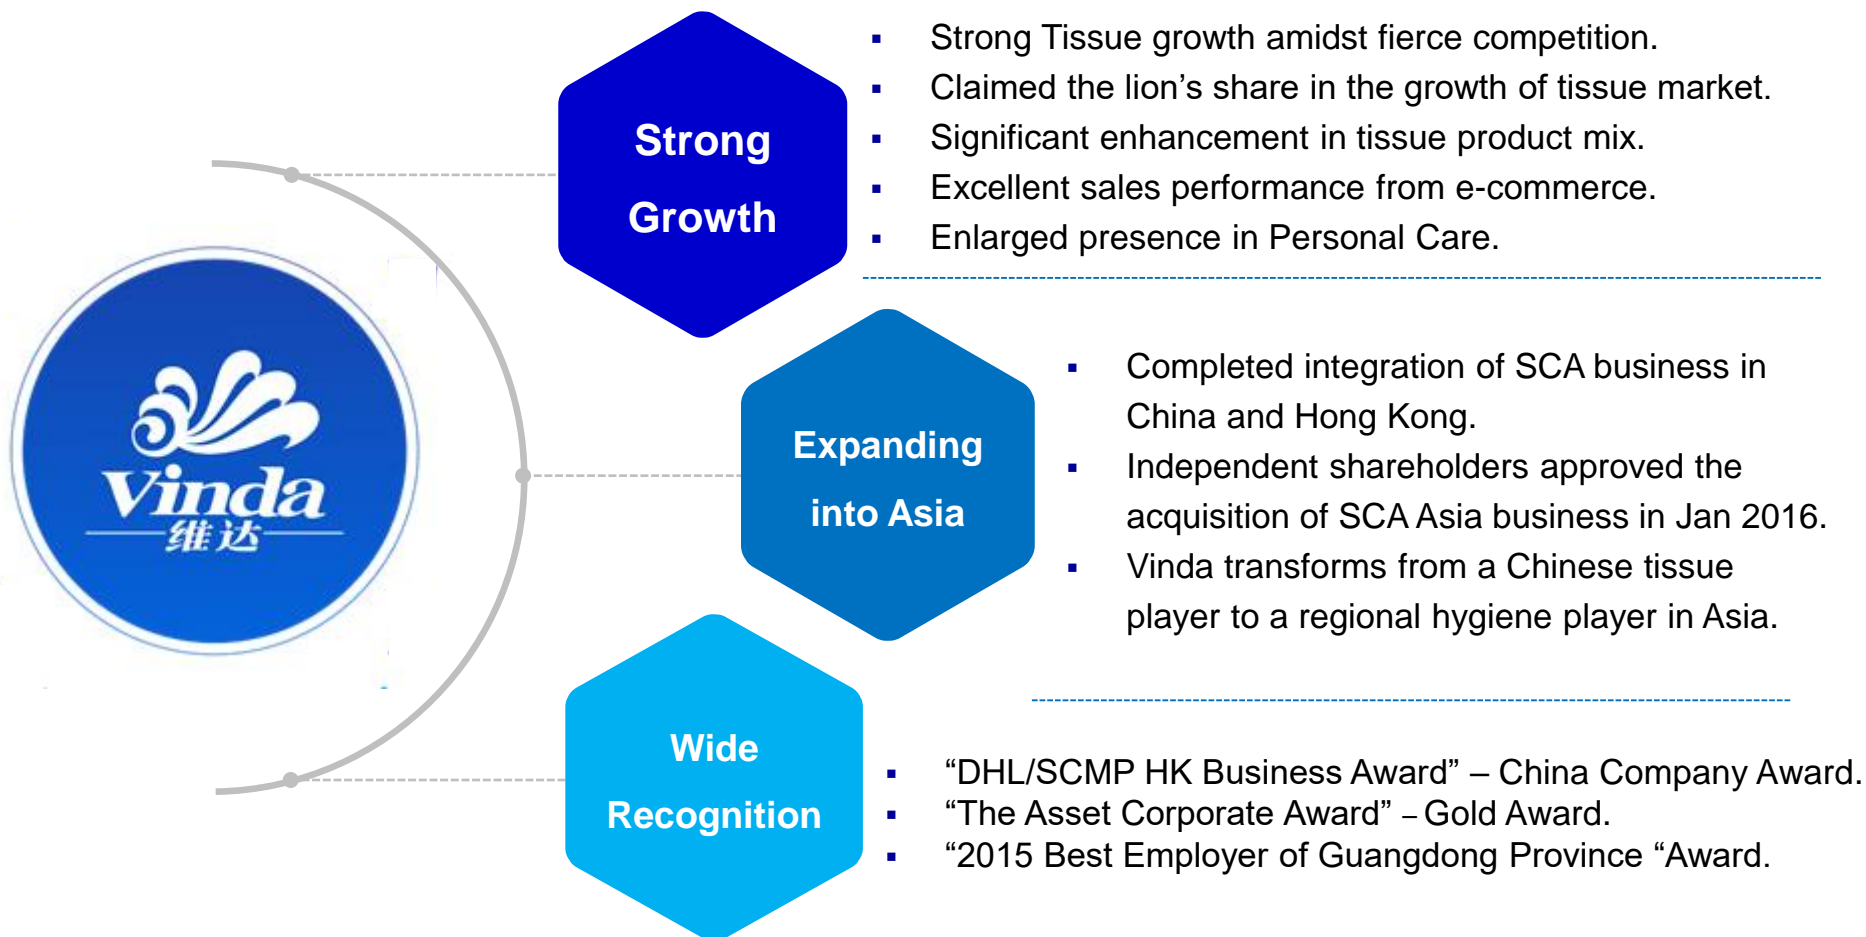 Vinda
维达
Strong
Growth
▪ Strong Tissue growth amidst fierce competition.
▪ Claimed the lion’s share in the growth of tissue market.
▪ Significant enhancement in tissue product mix.
▪ Excellent sales performance from e-commerce.
▪ Enlarged presence in Personal Care.
Expanding
into Asia
▪ Completed integration of SCA business in
China and Hong Kong.
▪ Independent shareholders approved the
acquisition of SCA Asia business in Jan 2016.
▪ Vinda transforms from a Chinese tissue
player to a regional hygiene player in Asia.
Wide
Recognition
▪ “DHL/SCMP HK Business Award” – China Company Award.
▪ “The Asset Corporate Award” – Gold Award.
▪ “2015 Best Employer of Guangdong Province “Award.